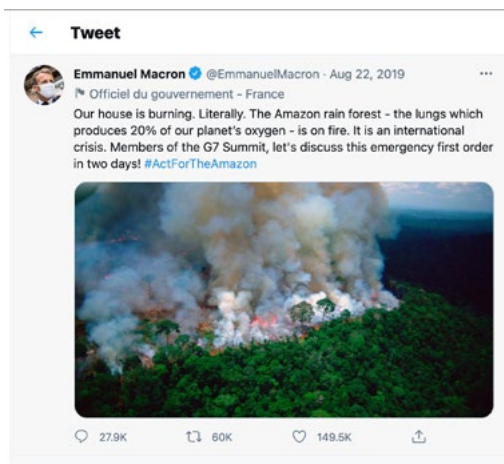 Tweet
Emmanuel Macron @EmmanuelMacron · Aug 22, 2019
Officiel du gouvernement - France
Our house is burning. Literally. The Amazon rain forest - the lungs which
produces 20% of our planet's oxygen - is on fire. It is an international
crisis. Members of the G7 Summit, let's discuss this emergency first order
in two days! #ActForTheAmazon
27.9K 60K 149.5K